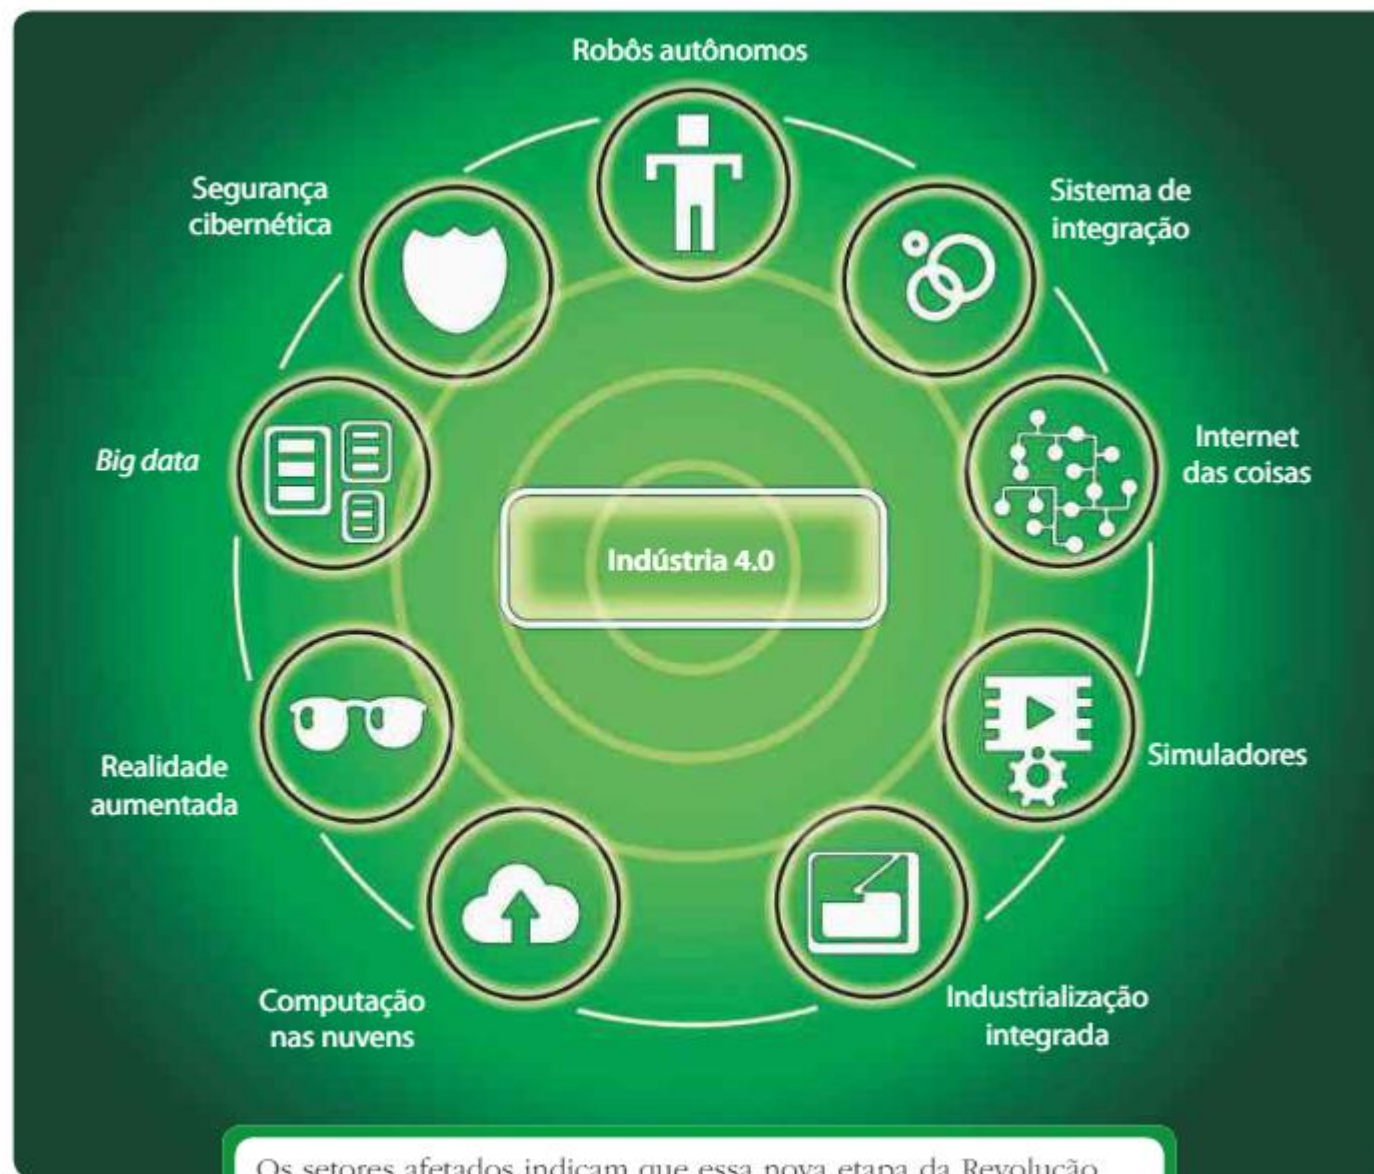 Robôs autônomos
Sistema de
integração
Internet
das coisas
Simuladores
Industrialização
integrada
Computação
nas nuvens
Realidade
aumentada
Big data
Segurança
cibernética
Indústria 4.0
Os setores afetados indicam que essa nova etapa da Revolução